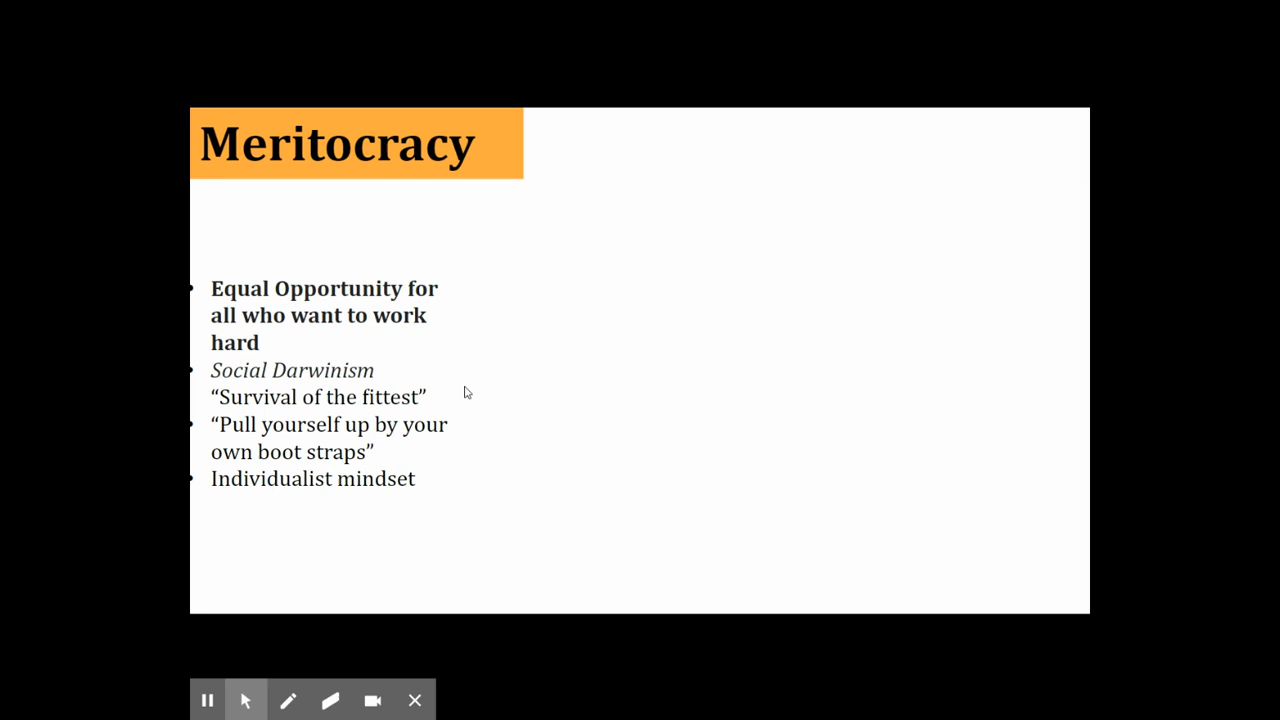 Meritocracy
• Equal Opportunity for
all who want to work
hard
• Social Darwinism
“Survival of the fittest”
• “Pull yourself up by your
own boot straps”
• Individualist mindset